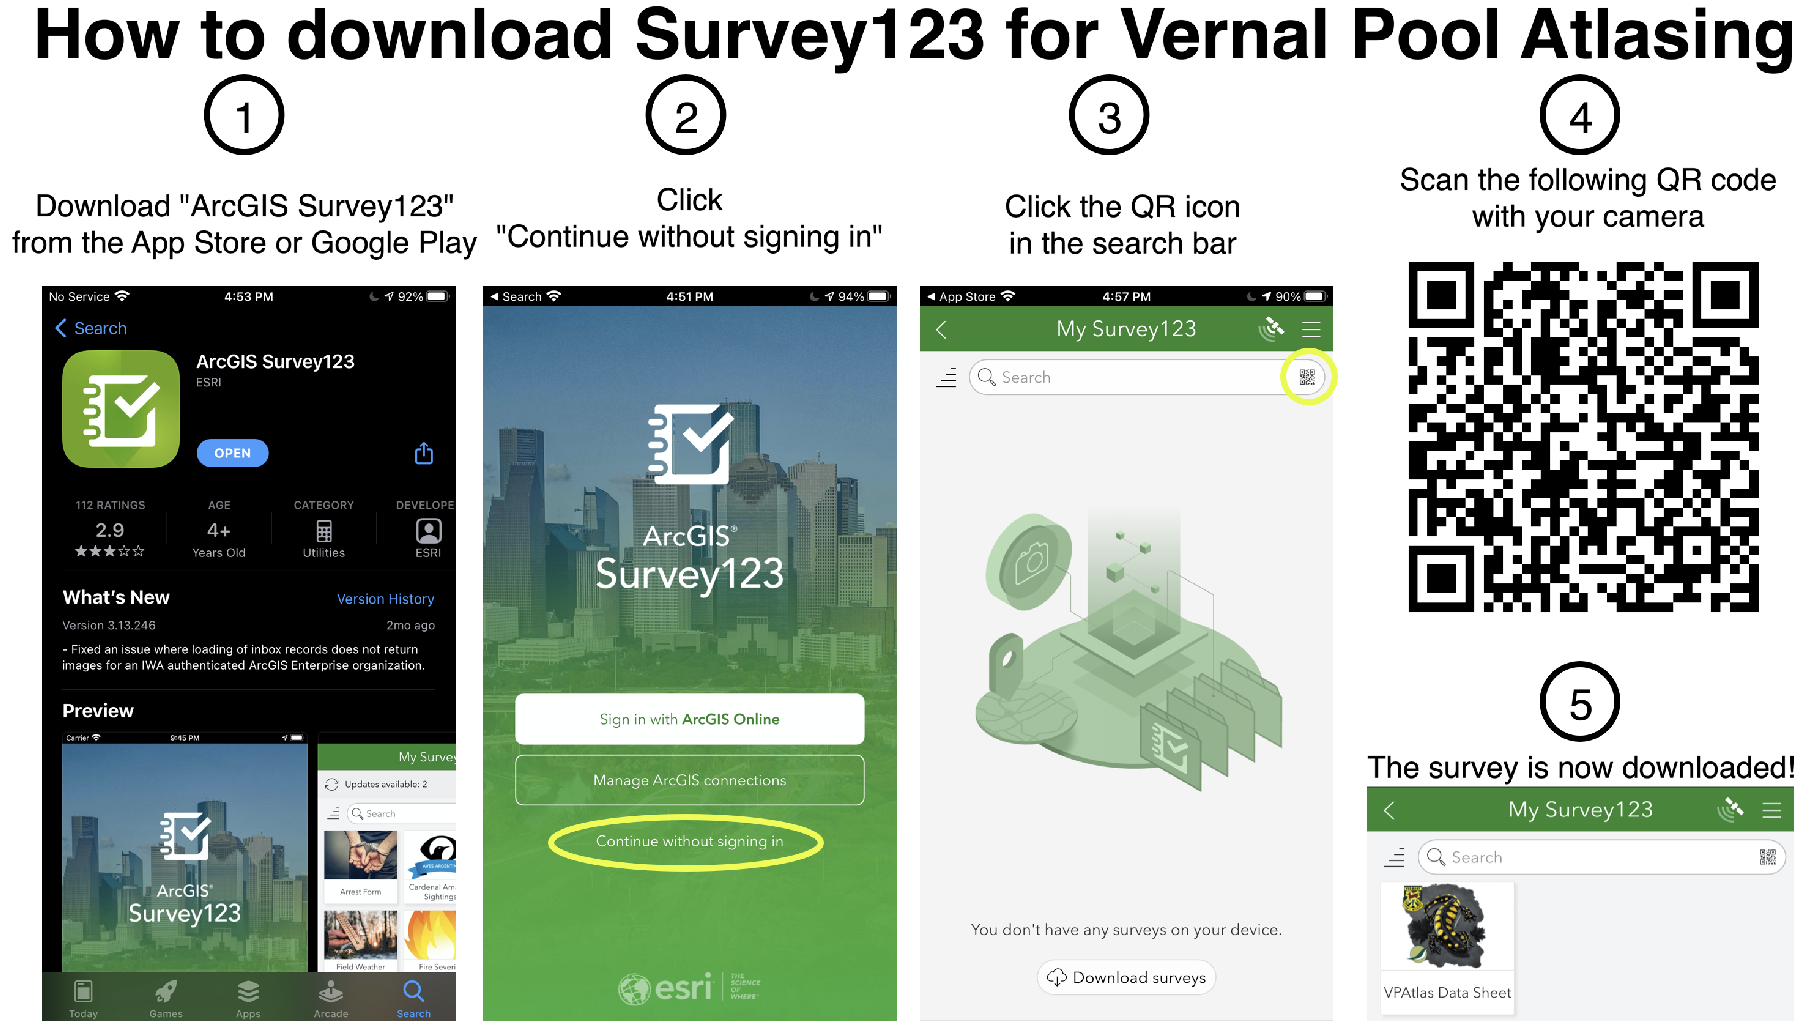 How to download Survey123 for Vernal Pool Atlasing
1
Download "ArcGIS Survey123"
from the App Store or Google Play
No Service
4:53 PM
92%
Search
ArcGIS Survey123
ESRI
OPEN
112 RATINGS
AGE
CATEGORY
DEVELOPE
2.9
4+
Years Old
Utilities
ESRI
What's New
Version History
Version 3.13.246
2mo ago
- Fixed an issue where loading of inbox records does not return
images for an IWA authenticated ArcGIS Enterprise organization.
Preview
Carrier
9:45 PM
ArcGIS®
Survey123
My Survey
Updates available: 2
Search
Arrest Form
Cardenal Am
Sightings
Field Weather
Fire Severi
Today
Games
Apps
Arcade
Search
2
Click
"Continue without signing in"
Search
4:51 PM
94%
ArcGIS®
Survey123
Sign in with ArcGIS Online
Manage ArcGIS connections
Continue without signing in
esri
THE
SCIENCE
OF
WHERE™
3
Click the QR icon
in the search bar
App Store
4:57 PM
90%
My Survey123
Search
You don't have any surveys on your device.
Download surveys
4
Scan the following QR code
with your camera
5
The survey is now downloaded!
My Survey123
Search
VPAtlas Data Sheet